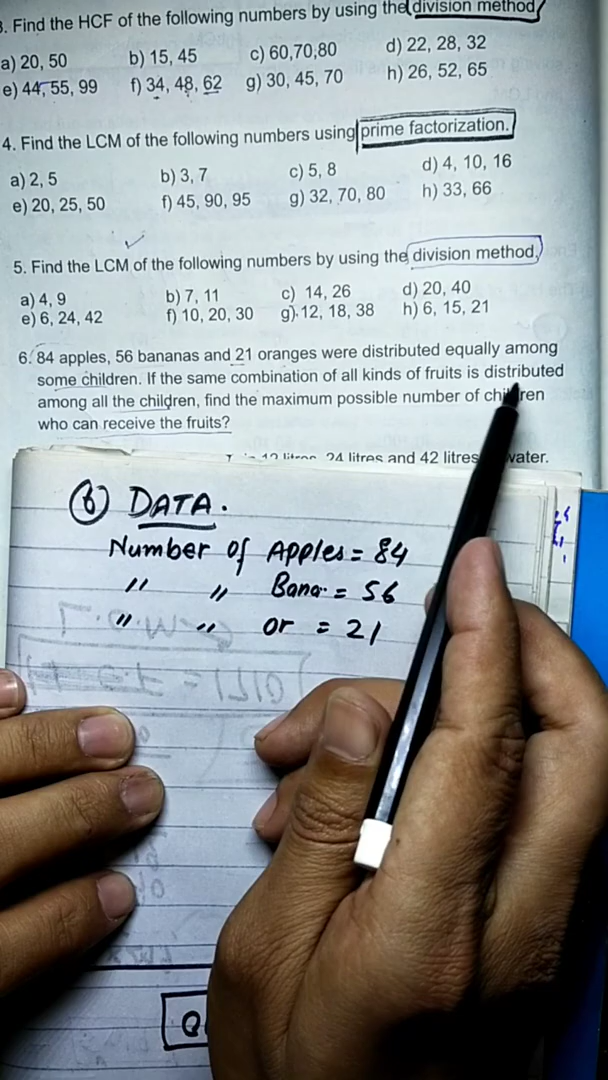 3. Find the HCF of the following numbers by using the division method
a) 20, 50 b) 15, 45 c) 60,70,80 d) 22, 28, 32
e) 44, 55, 99 f) 34, 48, 62 g) 30, 45, 70 h) 26, 52, 65
4. Find the LCM of the following numbers using prime factorization.
a) 2, 5 b) 3, 7 c) 5, 8 d) 4, 10, 16
e) 20, 25, 50 f) 45, 90, 95 g) 32, 70, 80 h) 33, 66
5. Find the LCM of the following numbers by using the division method.
a) 4, 9 b) 7, 11 c) 14, 26 d) 20, 40
e) 6, 24, 42 f) 10, 20, 30 g) 12, 18, 38 h) 6, 15, 21
6. 84 apples, 56 bananas and 21 oranges were distributed equally among
some children. If the same combination of all kinds of fruits is distributed
among all the children, find the maximum possible number of children
who can receive the fruits?
12 litres 24 litres and 42 litres water.
6 DATA.
Number of Apples = 84
" " Bana. = 56
" " or = 21